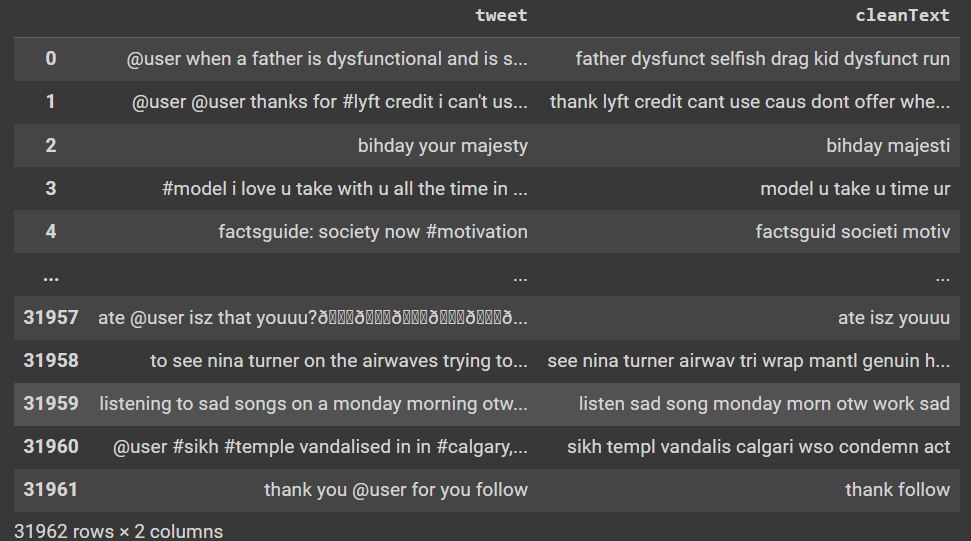 tweet cleanText
0 @user when a father is dysfunctional and is s... father dysfunct selfish drag kid dysfunct run
1 @user @user thanks for #lyft credit i can't us... thank lyft credit cant use caus dont offer whe...
2 bihday your majesty bihday majesti
3 #model i love u take with u all the time in ... model u take u time ur
4 factsguide: society now #motivation factsguid societi motiv
... ... ...
31957 ate @user isz that youuu?ððððððð... ate isz youuu
31958 to see nina turner on the airwaves trying to... see nina turner airwav tri wrap mantl genuin h...
31959 listening to sad songs on a monday morning otw... listen sad song monday morn otw work sad
31960 @user #sikh #temple vandalised in in #calgary,... sikh templ vandalis calgari wso condemn act
31961 thank you @user for you follow thank follow
31962 rows × 2 columns